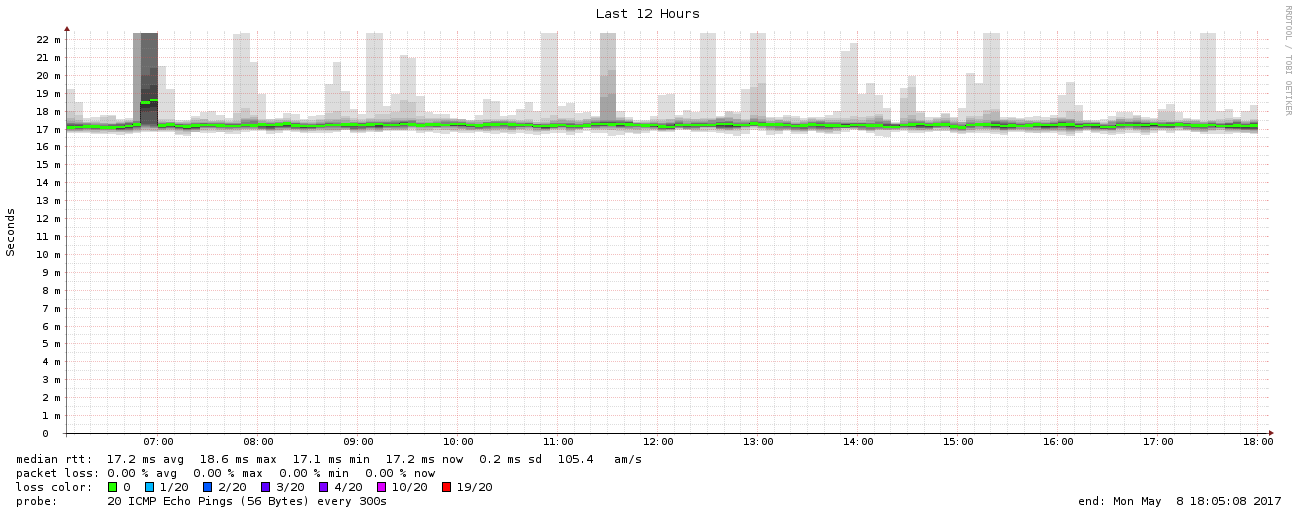 Last 12 Hours
RRDTOOL / TOBI OETIKER
Seconds
22 m
21 m
20 m
19 m
18 m
17 m
16 m
15 m
14 m
13 m
12 m
11 m
10 m
9 m
8 m
7 m
6 m
5 m
4 m
3 m
2 m
1 m
0
07:00 08:00 09:00 10:00 11:00 12:00 13:00 14:00 15:00 16:00 17:00 18:00
median rtt: 17.2 ms avg 18.6 ms max 17.1 ms min 17.2 ms now 0.2 ms sd 105.4 am/s
packet loss: 0.00 % avg 0.00 % max 0.00 % min 0.00 % now
loss color: 0 1/20 2/20 3/20 4/20 10/20 19/20
probe: 20 ICMP Echo Pings (56 Bytes) every 300s end: Mon May 8 18:05:08 2017